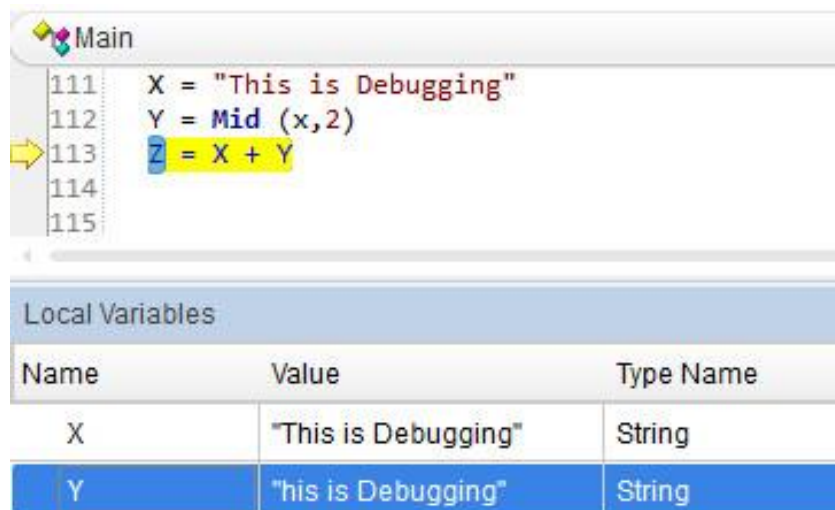 Main
111 X = "This is Debugging"
112 Y = Mid (x,2)
113 Z = X + Y
114
115
Local Variables
Name Value Type Name
X "This is Debugging" String
Y "his is Debugging" String